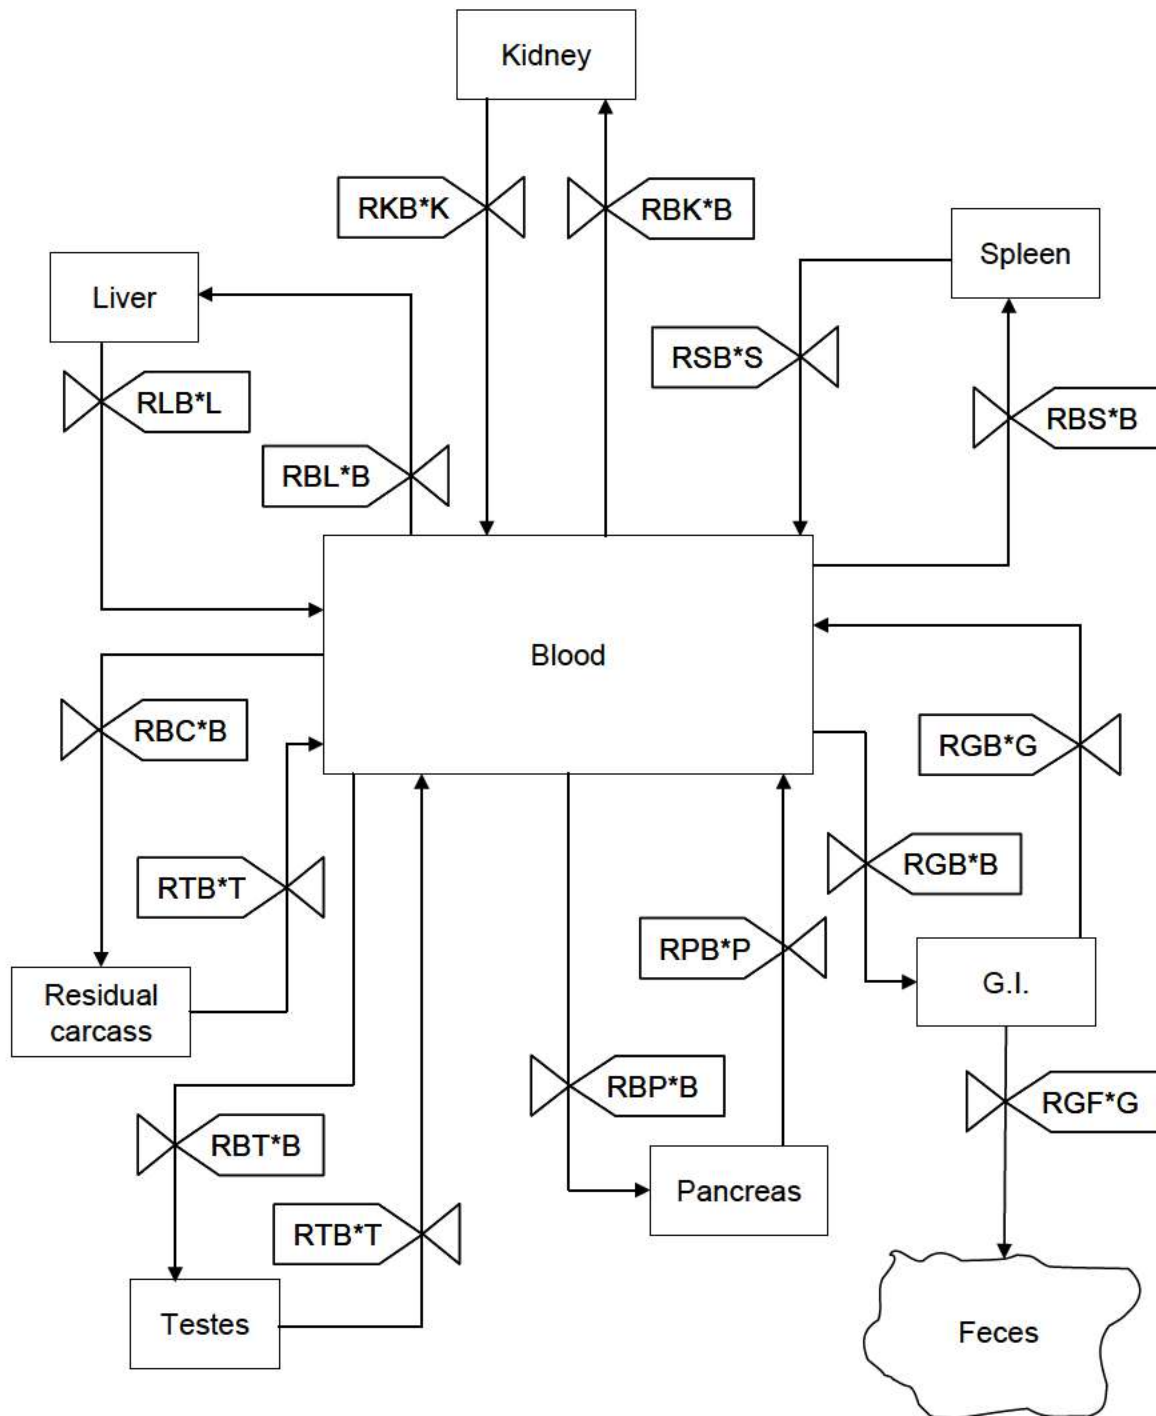 Kidney
RKB*K
RBK*B
Spleen
Liver
RSB*S
RLB*L
RBS*B
RBL*B
Blood
RBC*B
RGB*G
RTB*T
RGB*B
RPB*P
Residual
carcass
G.I.
RBP*B
RGF*G
RBT*B
Pancreas
RTB*T
Testes
Feces